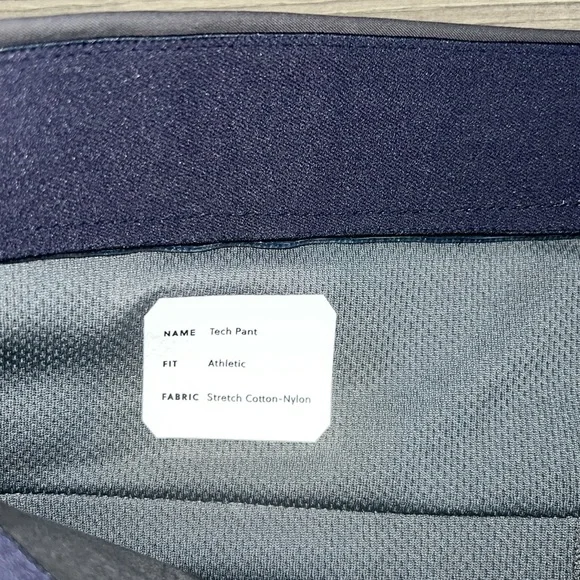 NAME Tech Pant
FIT Athletic
FABRIC Stretch Cotton-Nylon